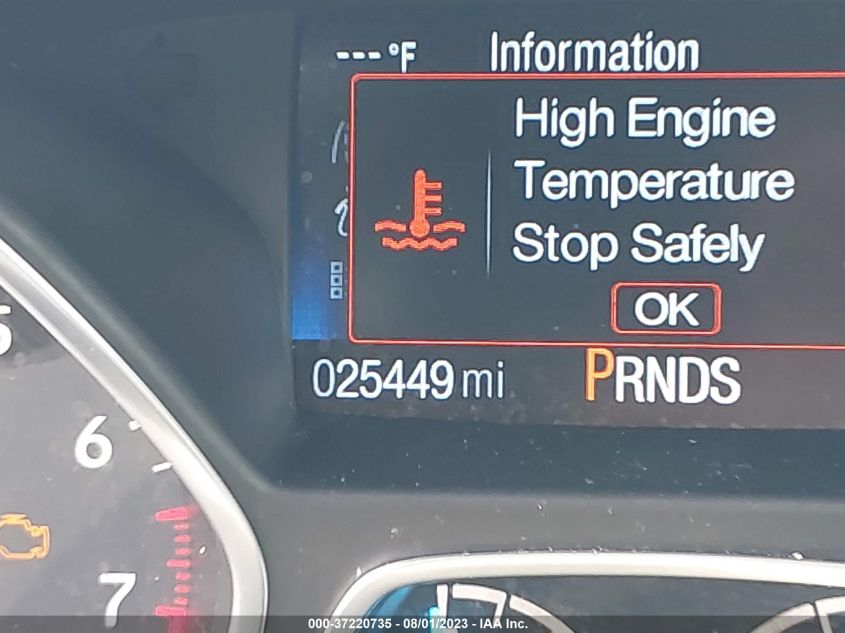 ---°F Information
High Engine
Temperature
Stop Safely
OK
025449 mi PRNDS
5
6
7
000-37220735 - 08/01/2023 - IAA Inc.